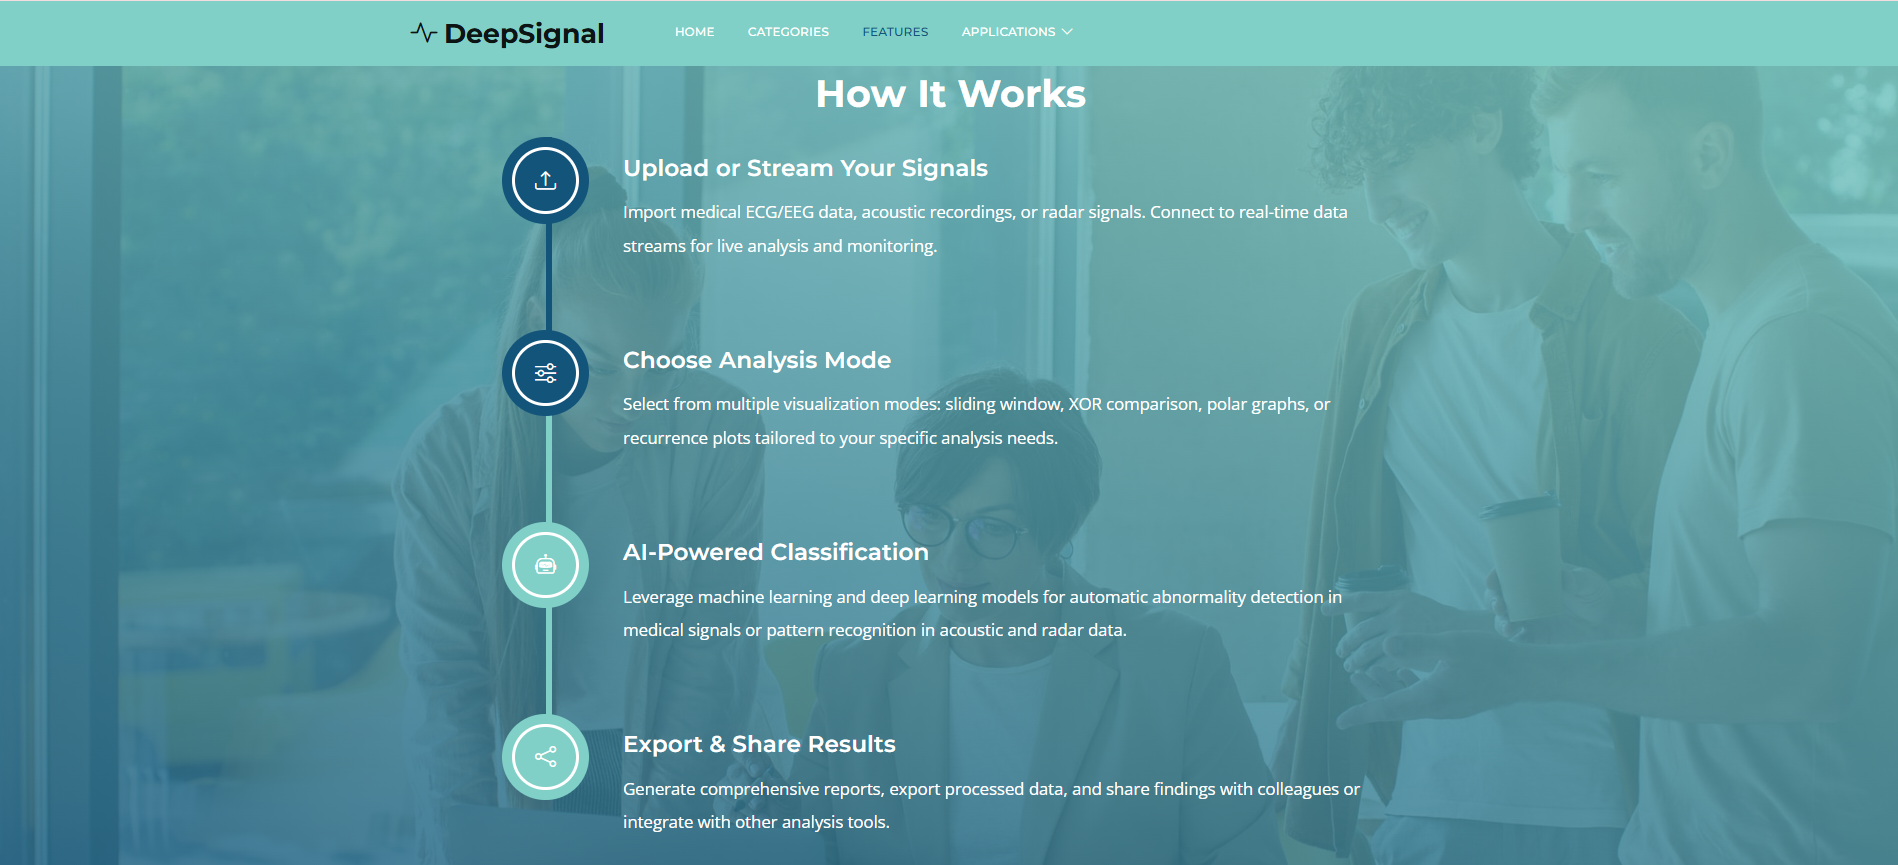 DeepSignal
HOME
CATEGORIES
FEATURES
APPLICATIONS
How It Works
Upload or Stream Your Signals
Import medical ECG/EEG data, acoustic recordings, or radar signals. Connect to real-time data
streams for live analysis and monitoring.
Choose Analysis Mode
Select from multiple visualization modes: sliding window, XOR comparison, polar graphs, or
recurrence plots tailored to your specific analysis needs.
AI-Powered Classification
Leverage machine learning and deep learning models for automatic abnormality detection in
medical signals or pattern recognition in acoustic and radar data.
Export & Share Results
Generate comprehensive reports, export processed data, and share findings with colleagues or
integrate with other analysis tools.